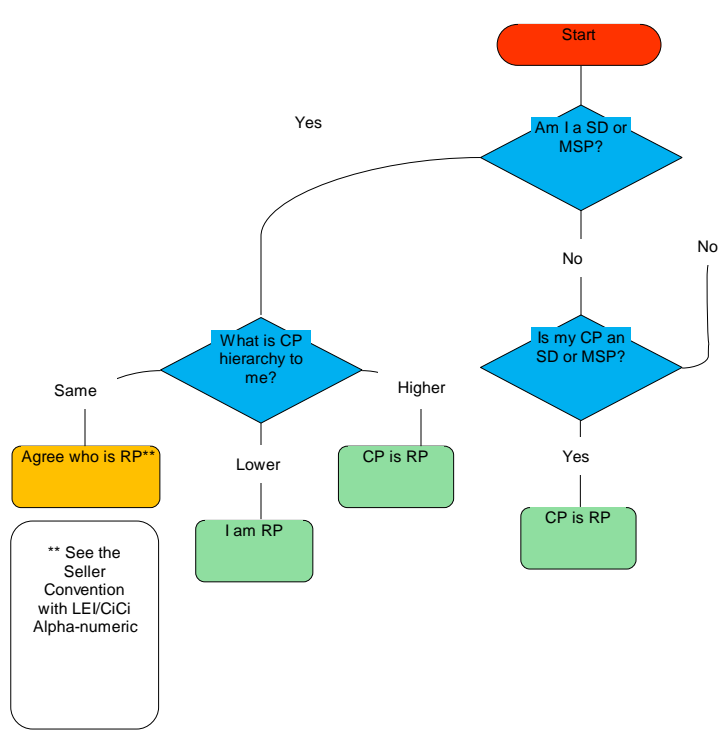 Start
Yes
Am I a SD or
MSP?
No
No
What is CP
hierarchy to
me?
Is my CP an
SD or MSP?
Same
Higher
Agree who is RP**
Lower
CP is RP
Yes
I am RP
CP is RP
** See the
Seller
Convention
with LEI/CiCi
Alpha-numeric